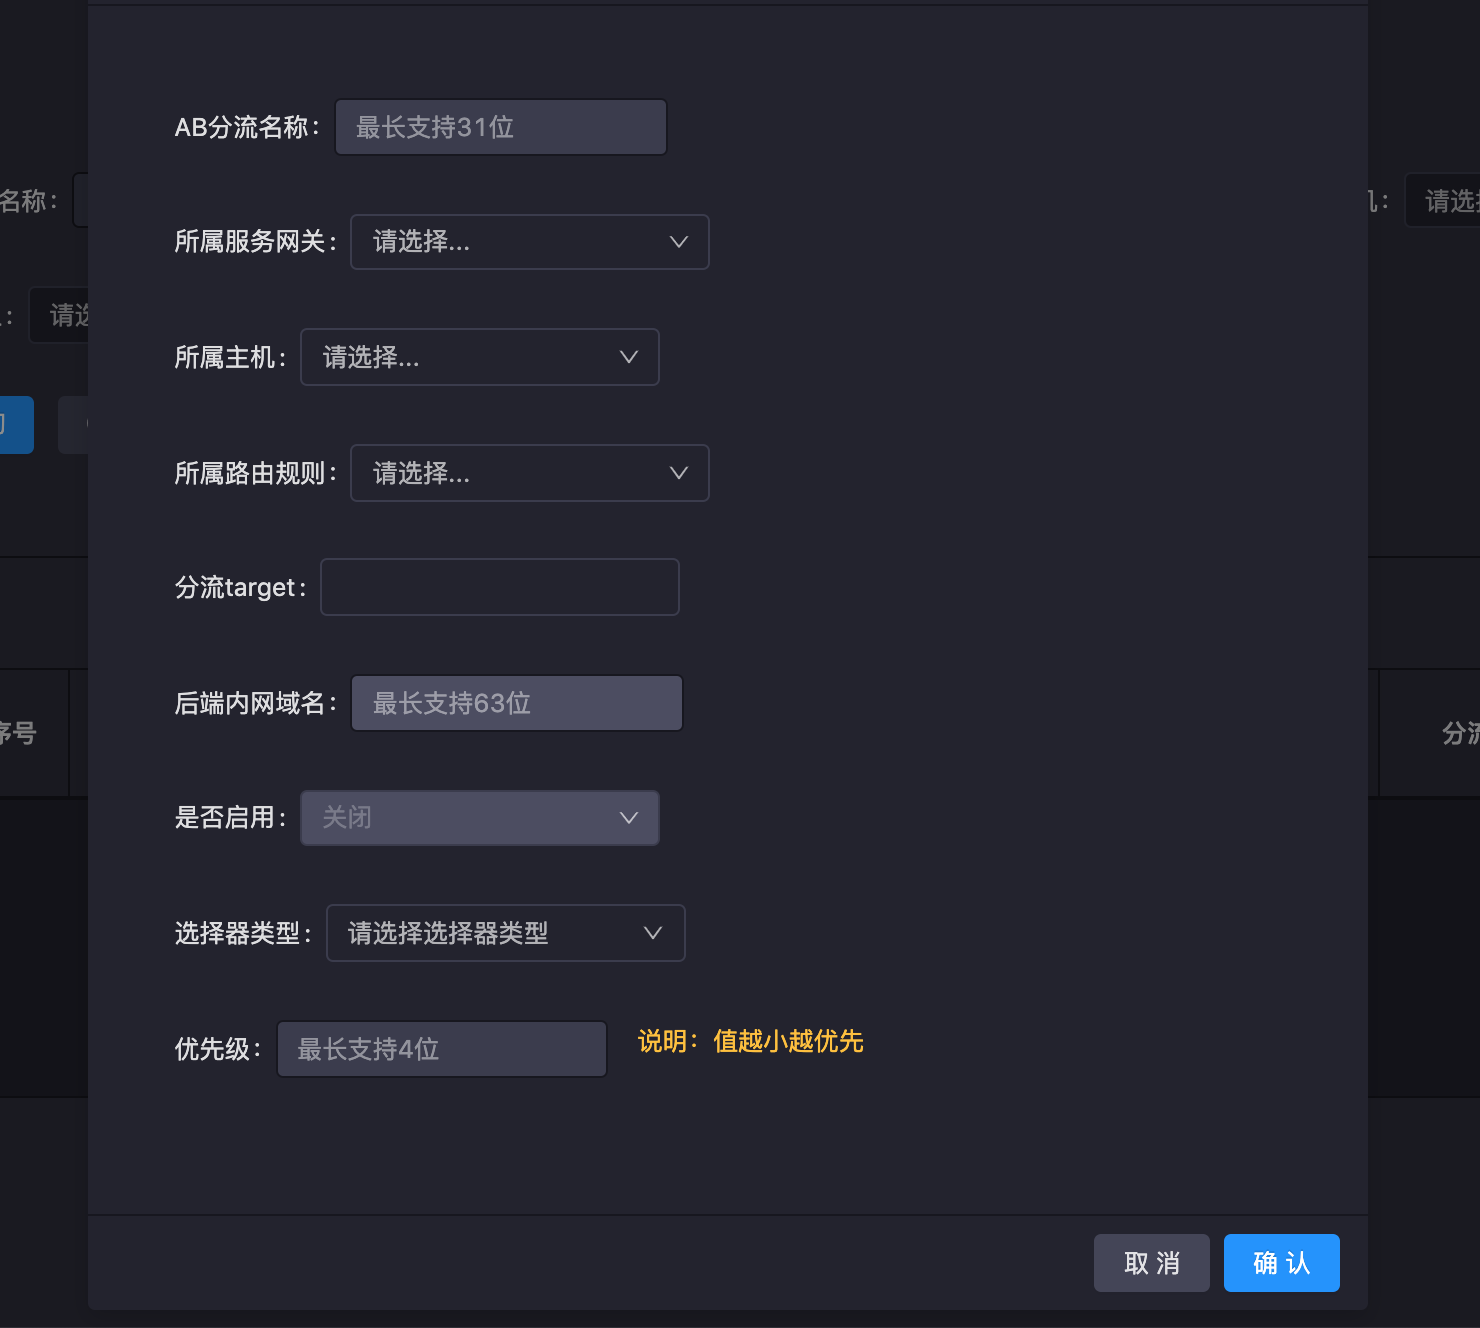 AB分流名称：
最长支持31位
名称：
请选
所属服务网关：
请选择...
：
请
所属主机：
请选择...
所属路由规则：
请选择...
分流target：
后端内网域名：
最长支持63位
序号
分
是否启用：
关闭
选择器类型：
请选择选择器类型
优先级：
最长支持4位
说明：值越小越优先
取 消
确 认